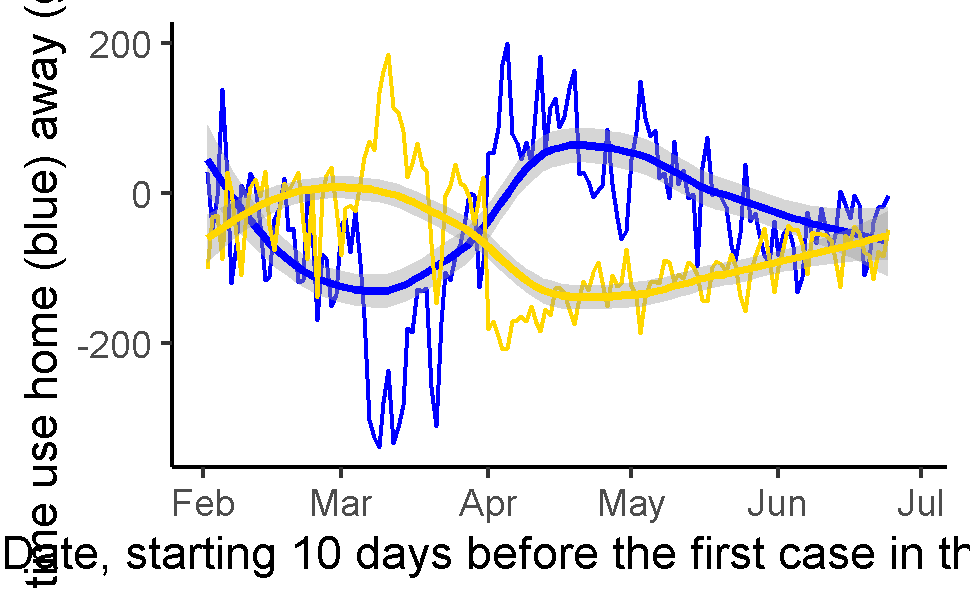 time use home (blue) away (
200
0
-200
Feb Mar Apr May Jun Jul
Date, starting 10 days before the first case in th